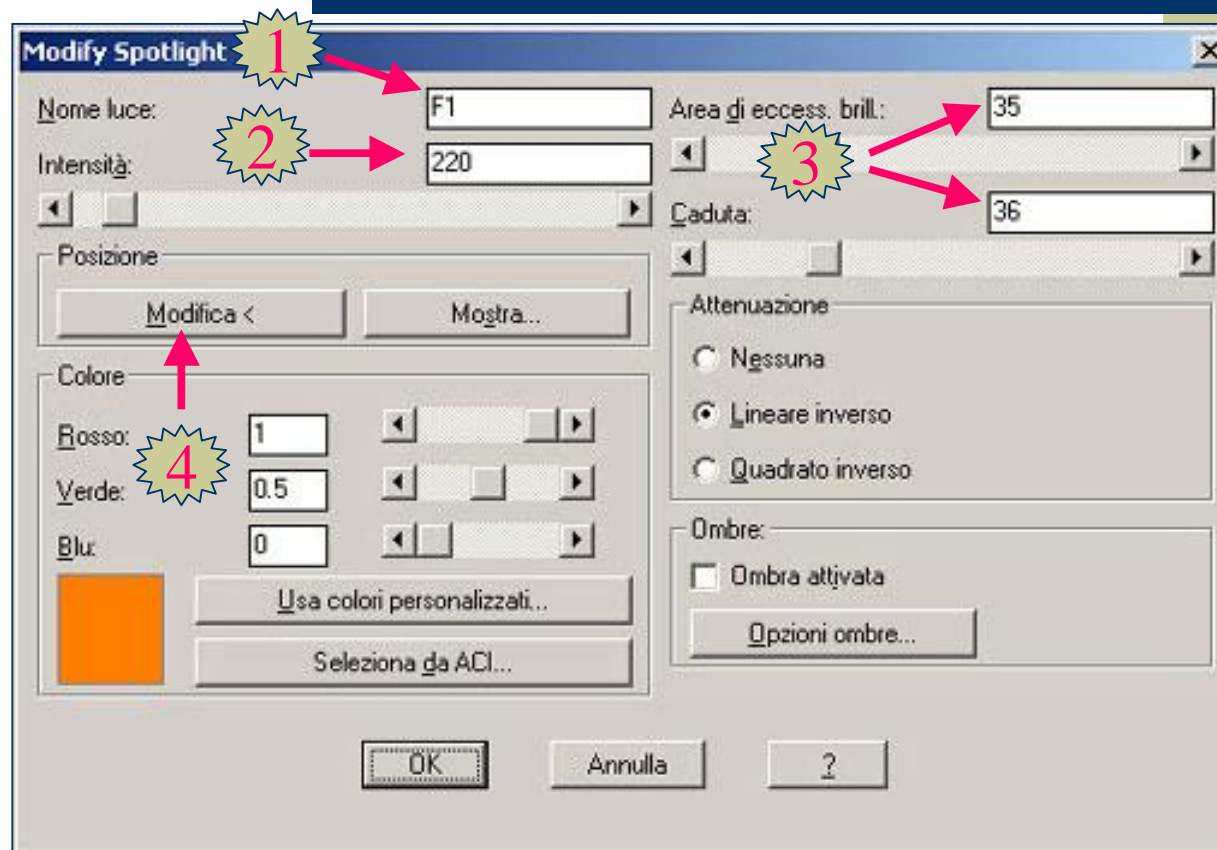 Modify Spotlight
1
Nome luce:
F1
2
Intensità:
220
Posizione
Modifica <
Mostra...
4
Colore
Rosso:
1
Verde:
0.5
Blu:
0
Usa colori personalizzati...
Seleziona da ACI...
Area di eccess. brill.:
35
3
Caduta:
36
Attenuazione
Nessuna
Lineare inverso
Quadrato inverso
Ombre:
Ombra attivata
Opzioni ombre...
OK
Annulla
?